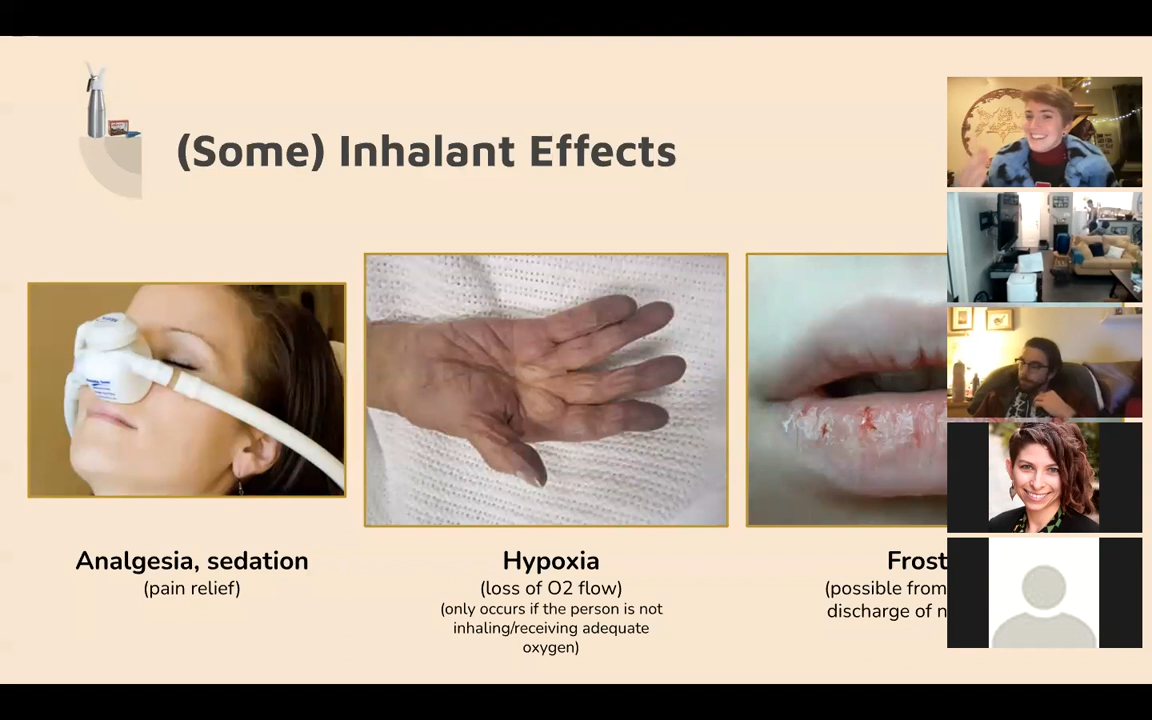 (Some) Inhalant Effects
Analgesia, sedation
(pain relief)
Hypoxia
(loss of O2 flow)
(only occurs if the person is not
inhaling/receiving adequate
oxygen)
Frost
(possible from
discharge of n